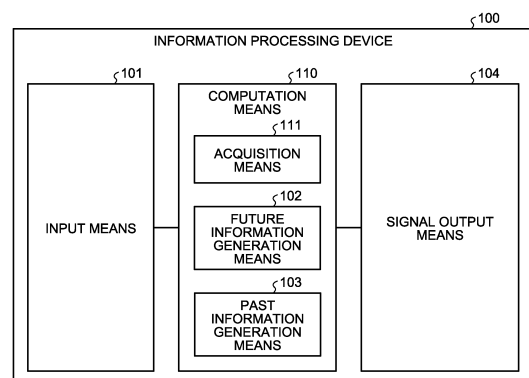 100
INFORMATION PROCESSING DEVICE
101
INPUT MEANS
110
COMPUTATION
MEANS
111
ACQUISITION
MEANS
102
FUTURE
INFORMATION
GENERATION
MEANS
103
PAST
INFORMATION
GENERATION
MEANS
104
SIGNAL OUTPUT
MEANS